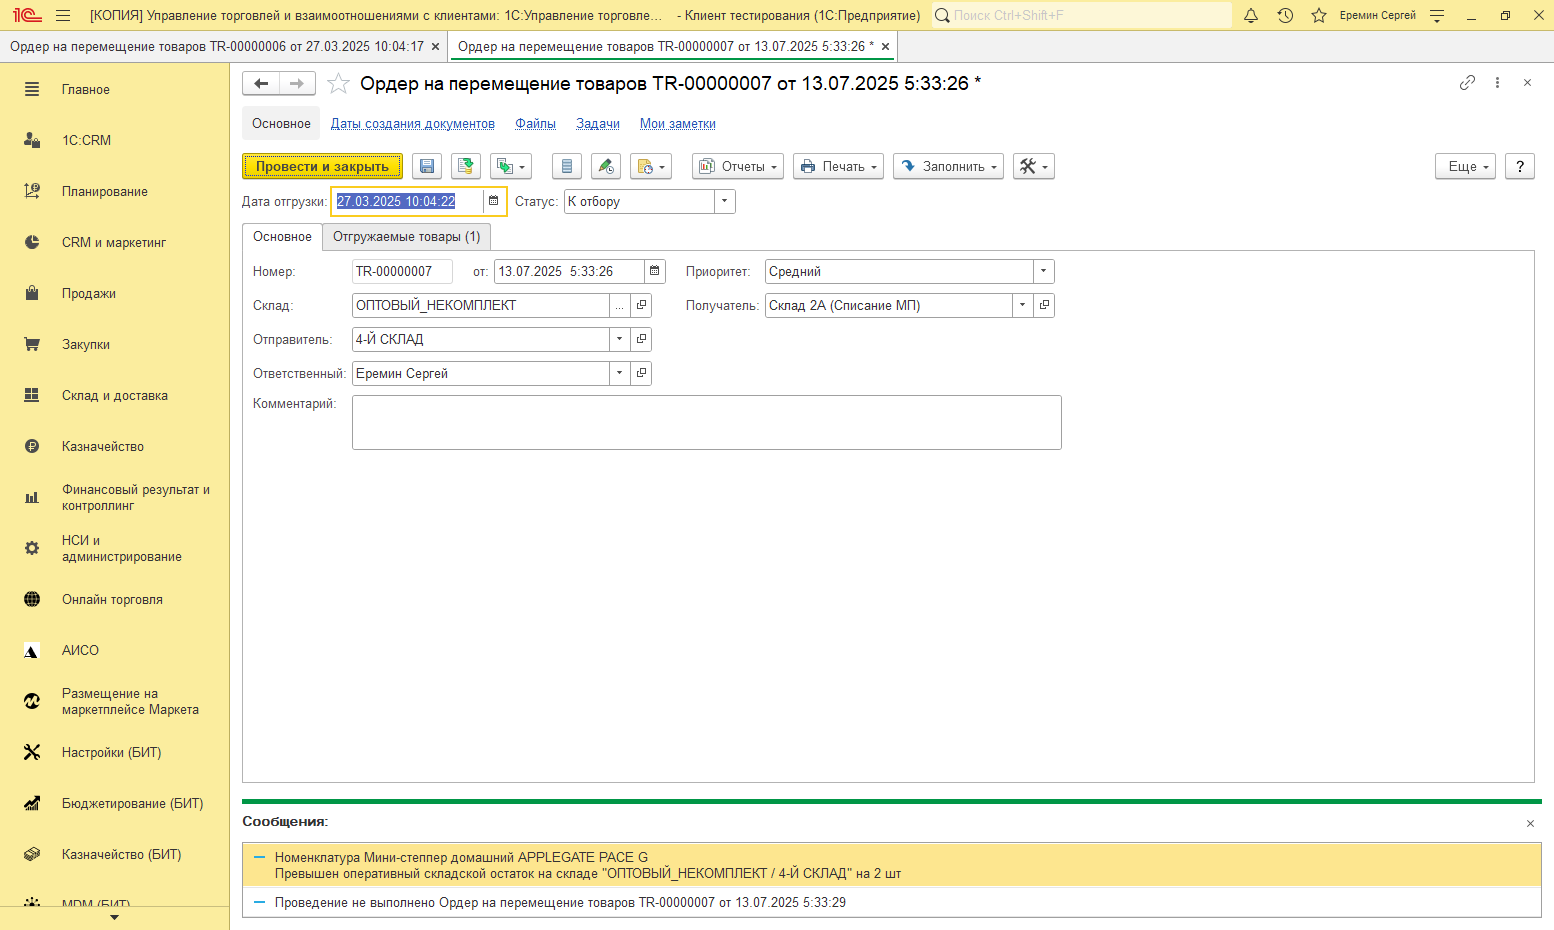 [КОПИЯ] Управление торговлей и взаимоотношениями с клиентами: 1С:Управление торговле... - Клиент тестирования (1С:Предприятие)
Поиск Ctrl+Shift+F
Еремин Сергей
Ордер на перемещение товаров TR-00000006 от 27.03.2025 10:04:17
Ордер на перемещение товаров TR-00000007 от 13.07.2025 5:33:26 *
Главное
1С:CRM
Планирование
CRM и маркетинг
Продажи
Закупки
Склад и доставка
Казначейство
Финансовый результат и
контроллинг
НСИ и
администрирование
Онлайн торговля
АИСО
Размещение на
маркетплейсе Маркета
Настройки (БИТ)
Бюджетирование (БИТ)
Казначейство (БИТ)
MDM (БИТ)
Ордер на перемещение товаров TR-00000007 от 13.07.2025 5:33:26 *
Основное Даты создания документов Файлы Задачи Мои заметки
Провести и закрыть Отчеты Печать Заполнить Еще ?
Дата отгрузки: 27.03.2025 10:04:22 Статус: К отбору
Основное Отгружаемые товары (1)
Номер: TR-00000007 от: 13.07.2025 5:33:26 Приоритет: Средний
Склад: ОПТОВЫЙ_НЕКОМПЛЕКТ ... Получатель: Склад 2А (Списание МП)
Отправитель: 4-Й СКЛАД
Ответственный: Еремин Сергей
Комментарий:
Сообщения:
Номенклатура Мини-степпер домашний APPLEGATE PACE G
Превышен оперативный складской остаток на складе "ОПТОВЫЙ_НЕКОМПЛЕКТ / 4-Й СКЛАД" на 2 шт
Проведение не выполнено Ордер на перемещение товаров TR-00000007 от 13.07.2025 5:33:29